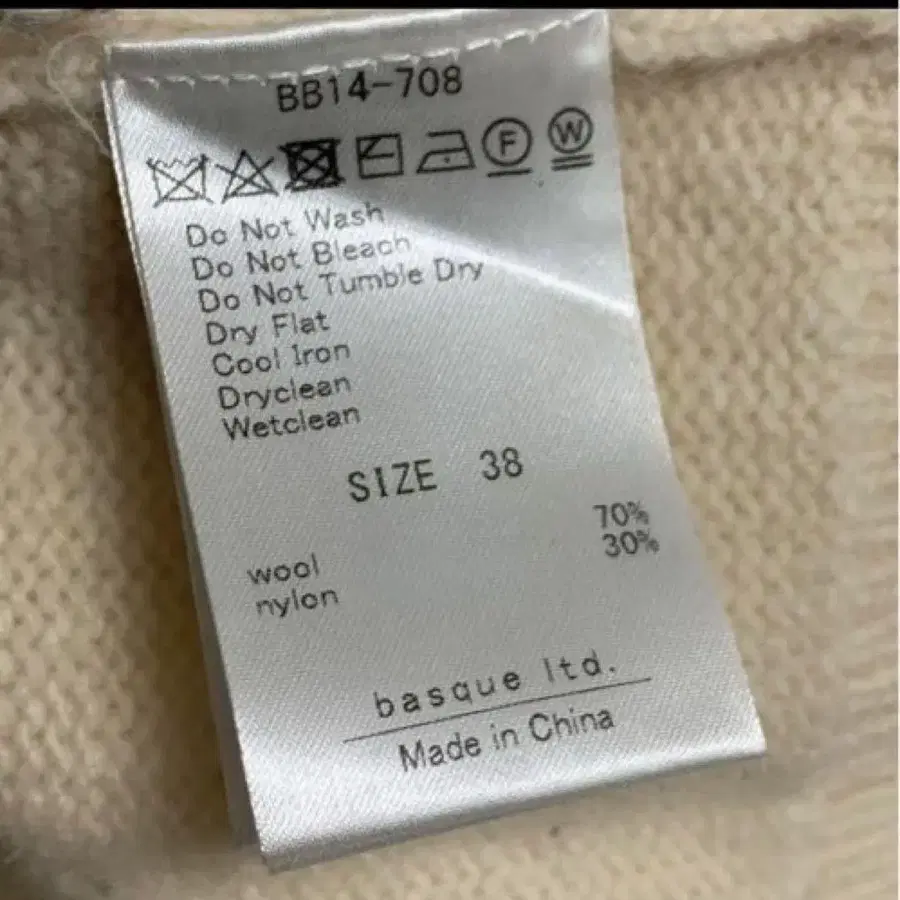 BB14-708
F W
Do Not Wash
Do Not Bleach
Do Not Tumble Dry
Dry Flat
Cool Iron
Dryclean
Wetclean
SIZE 38
wool 70%
nylon 30%
basque ltd.
Made in China